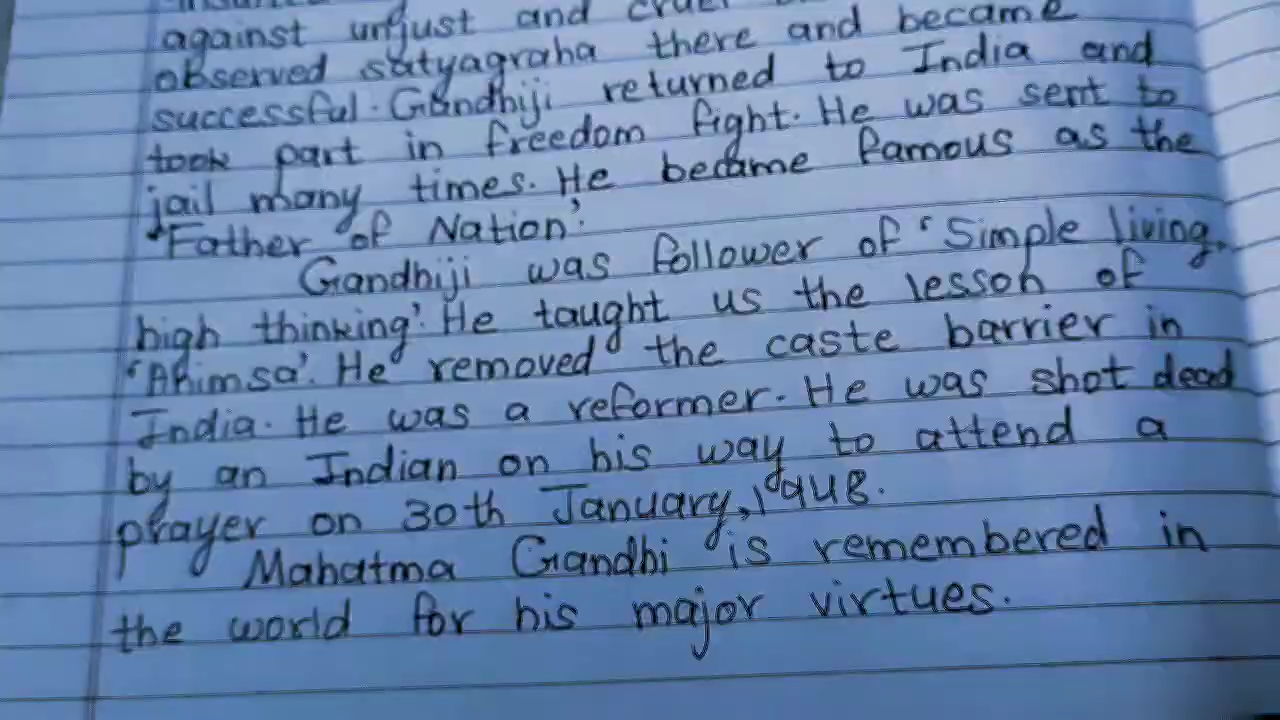 against unjust and
observed satyagraha there and became
successful. Gandhiji returned to India and
took part in freedom fight. He was sent to
jail many times. He became famous as the
'Father of Nation'.
Gandhiji was follower of 'Simple living,
high thinking'. He taught us the lesson of
'Ahimsa'. He removed the caste barrier in
India. He was a reformer. He was shot dead
by an Indian on his way to attend a
prayer on 30th January, 1948.
Mahatma Gandhi is remembered in
the world for his major virtues.